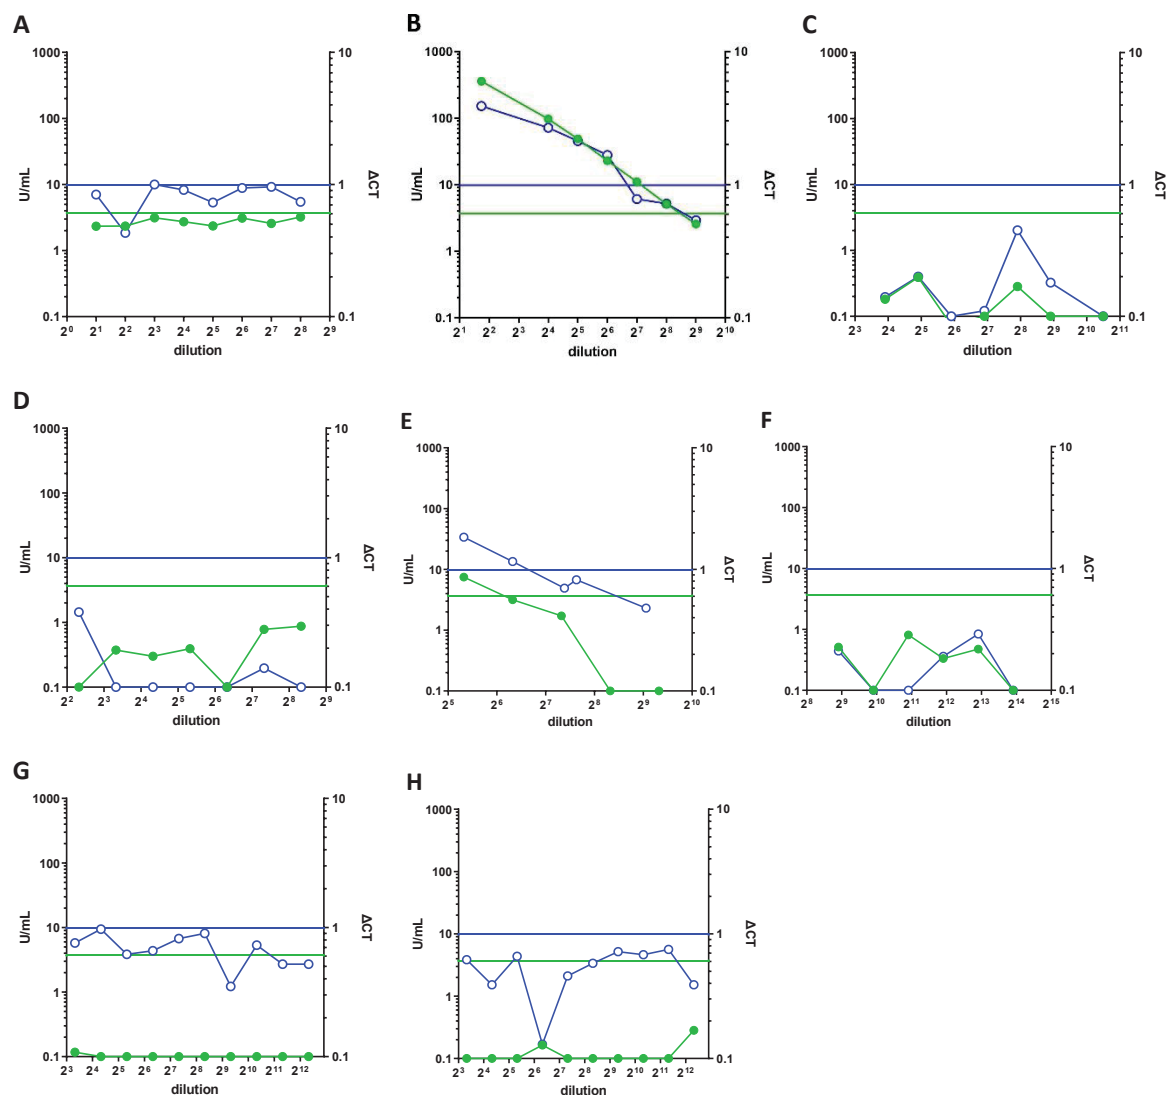 A
B
C
1000
100
10
1
0.1
U/mL
10
1
0.1
ΔCT
2⁰ 2¹ 2² 2³ 2⁴ 2⁵ 2⁶ 2⁷ 2⁸ 2⁹
dilution
1000
100
10
1
0.1
U/mL
10
1
0.1
ΔCT
2¹ 2² 2³ 2⁴ 2⁵ 2⁶ 2⁷ 2⁸ 2⁹ 2¹⁰
dilution
1000
100
10
1
0.1
U/mL
10
1
0.1
ΔCT
2³ 2⁴ 2⁵ 2⁶ 2⁷ 2⁸ 2⁹ 2¹⁰ 2¹¹
dilution
D
E
F
1000
100
10
1
0.1
U/mL
10
1
0.1
ΔCT
2² 2³ 2⁴ 2⁵ 2⁶ 2⁷ 2⁸ 2⁹
dilution
1000
100
10
1
0.1
U/mL
10
1
0.1
ΔCT
2⁵ 2⁶ 2⁷ 2⁸ 2⁹ 2¹⁰
dilution
1000
100
10
1
0.1
U/mL
10
1
0.1
ΔCT
2⁸ 2⁹ 2¹⁰ 2¹¹ 2¹² 2¹³ 2¹⁴ 2¹⁵
dilution
G
H
1000
100
10
1
0.1
U/mL
10
1
0.1
ΔCT
2³ 2⁴ 2⁵ 2⁶ 2⁷ 2⁸ 2⁹ 2¹⁰ 2¹¹ 2¹²
dilution
1000
100
10
1
0.1
U/mL
10
1
0.1
ΔCT
2³ 2⁴ 2⁵ 2⁶ 2⁷ 2⁸ 2⁹ 2¹⁰ 2¹¹ 2¹²
dilution